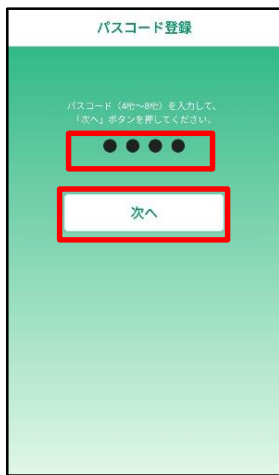 パスコード登録
パスコード（4桁～8桁）を入力して、
「次へ」ボタンを押してください。
次へ